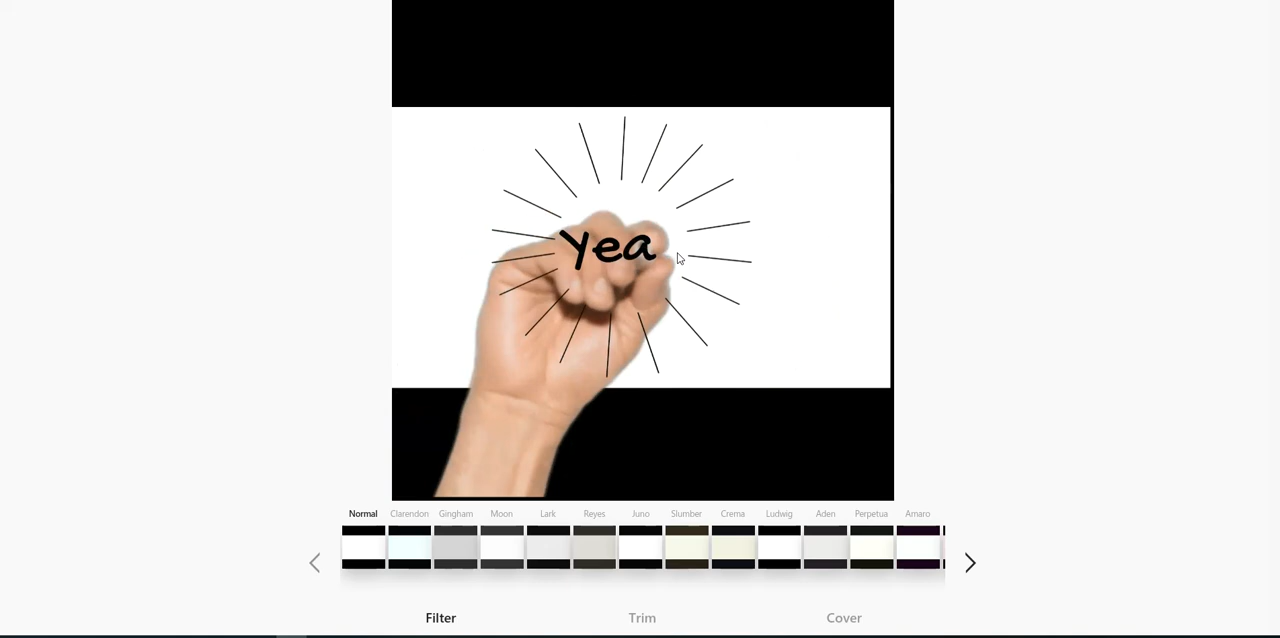 Yea
Normal
Clarendon
Gingham
Moon
Lark
Reyes
Juno
Slumber
Crema
Ludwig
Aden
Perpetua
Amaro
Filter
Trim
Cover